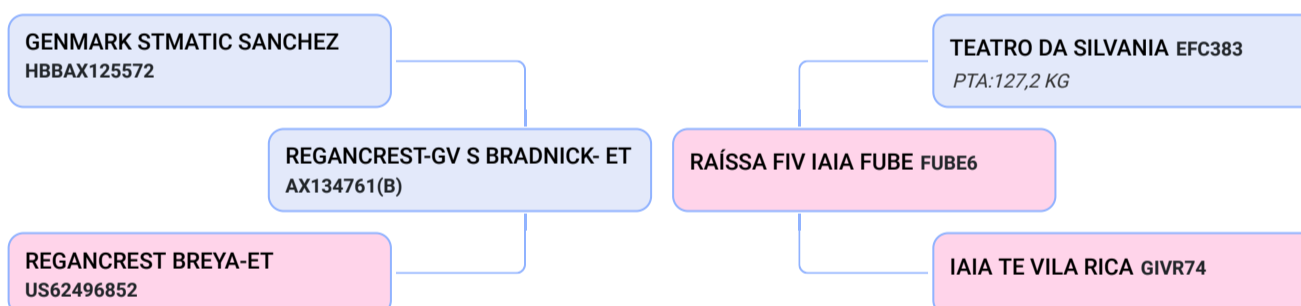 GENMARK STMATIC SANCHEZ
HBBAX125572
TEATRO DA SILVANIA EFC383
PTA:127,2 KG
REGANCREST-GV S BRADNICK- ET
AX134761(B)
RAÍSSA FIV IAIA FUBE FUBE6
REGANCREST BREYA-ET
US62496852
IAIA TE VILA RICA GIVR74